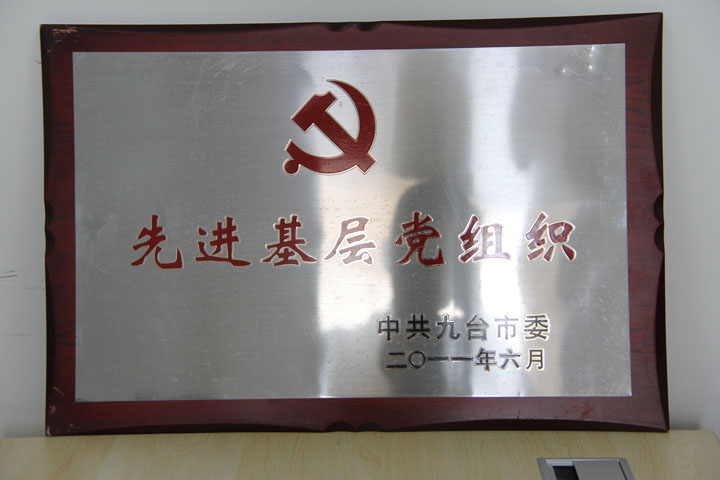 先进基层党组织
中共九台市委
二〇一一年六月